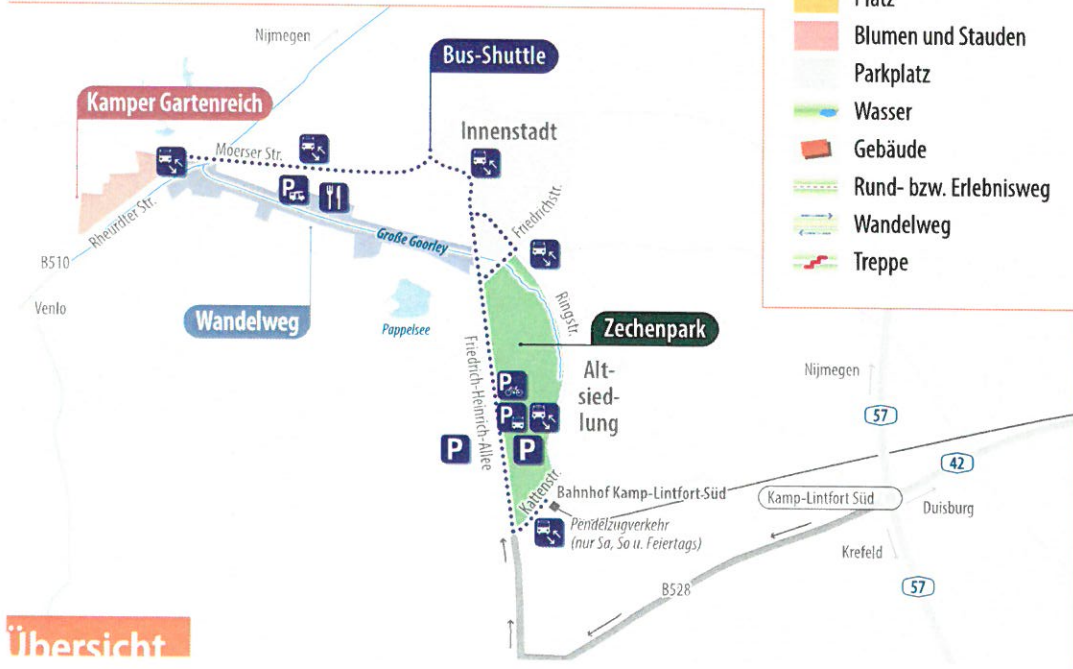 Platz
Blumen und Stauden
Parkplatz
Wasser
Gebäude
Rund- bzw. Erlebnisweg
Wandelweg
Treppe
Nijmegen
Bus-Shuttle
Kamper Gartenreich
Innenstadt
Moerser Str.
P
Friedrichstr.
Rheurdter Str.
Große Goorley
B510
Venlo
Wandelweg
Pappelsee
Ringstr.
Zechenpark
Friedrich-Heinrich-Allee
Alt-
sied-
lung
P
P
P
P
Kattenstr.
Bahnhof Kamp-Lintfort-Süd
Pendelzugverkehr
(nur Sa, So u. Feiertags)
Nijmegen
57
42
Kamp-Lintfort Süd
Duisburg
Krefeld
57
B528
Übersicht